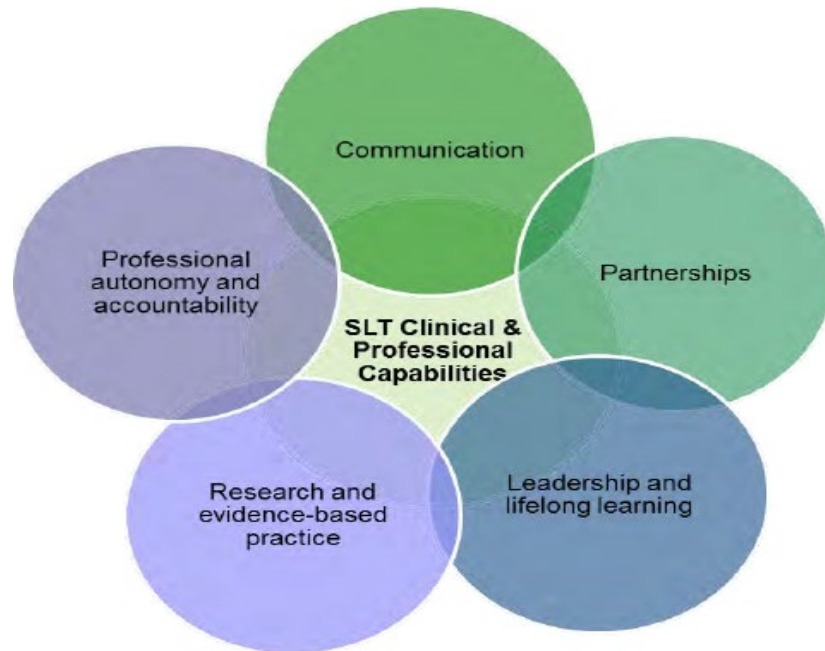 Communication
Professional
autonomy and
accountability
Partnerships
SLT Clinical &
Professional
Capabilities
Research and
evidence-based
practice
Leadership and
lifelong learning